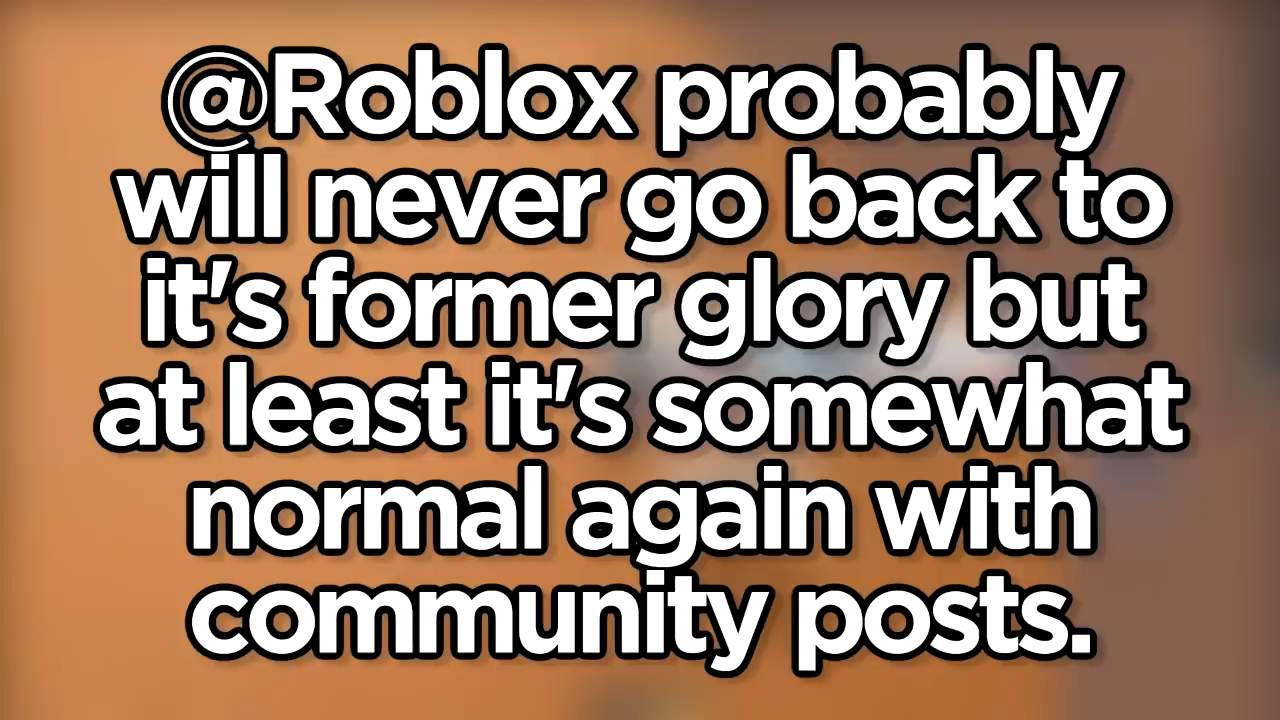 @Roblox probably
will never go back to
it's former glory but
at least it's somewhat
normal again with
community posts.